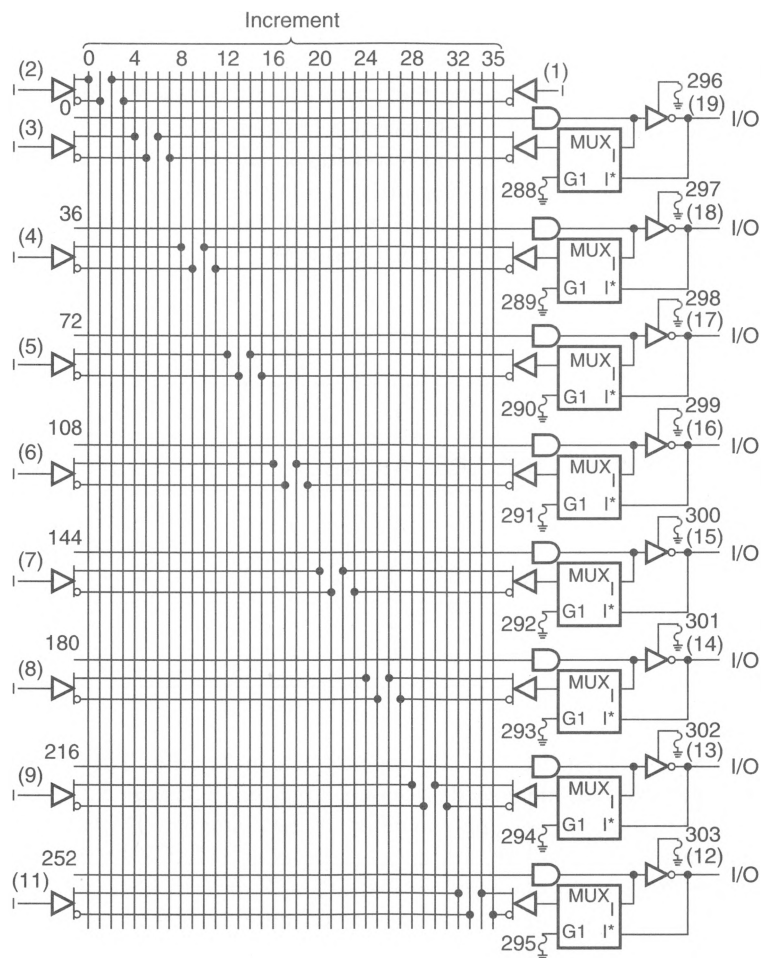 Increment
0 4 8 12 16 20 24 28 32 35
(2) I
(1) I
0
296
(19) I/O
(3) I
MUX I
G1 I*
288
36
297
(18) I/O
(4) I
MUX I
G1 I*
289
72
298
(17) I/O
(5) I
MUX I
G1 I*
290
108
299
(16) I/O
(6) I
MUX I
G1 I*
291
144
300
(15) I/O
(7) I
MUX I
G1 I*
292
180
301
(14) I/O
(8) I
MUX I
G1 I*
293
216
302
(13) I/O
(9) I
MUX I
G1 I*
294
252
303
(12) I/O
(11) I
MUX I
G1 I*
295